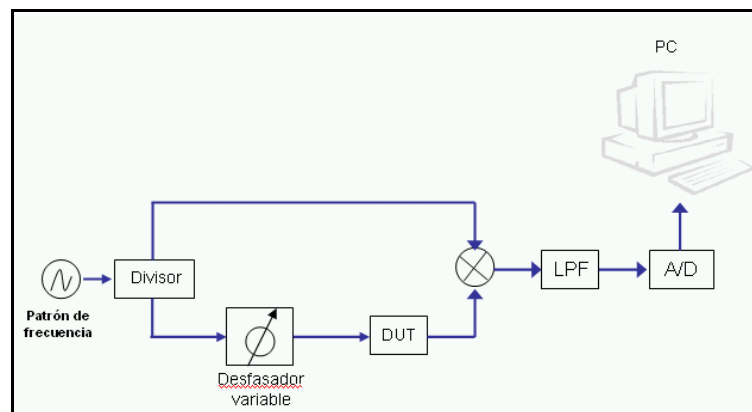 PC
Divisor
LPF
A/D
Patrón de
frecuencia
DUT
Desfasador
variable